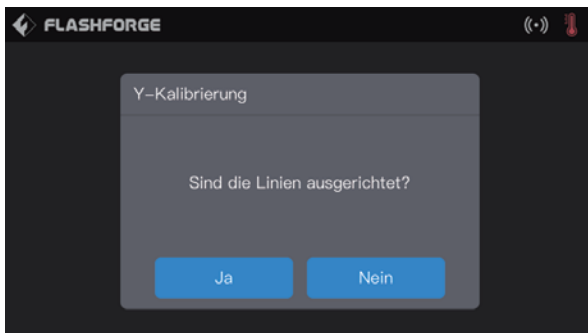 FLASHFORGE
Y-Kalibrierung
Sind die Linien ausgerichtet?
Ja
Nein